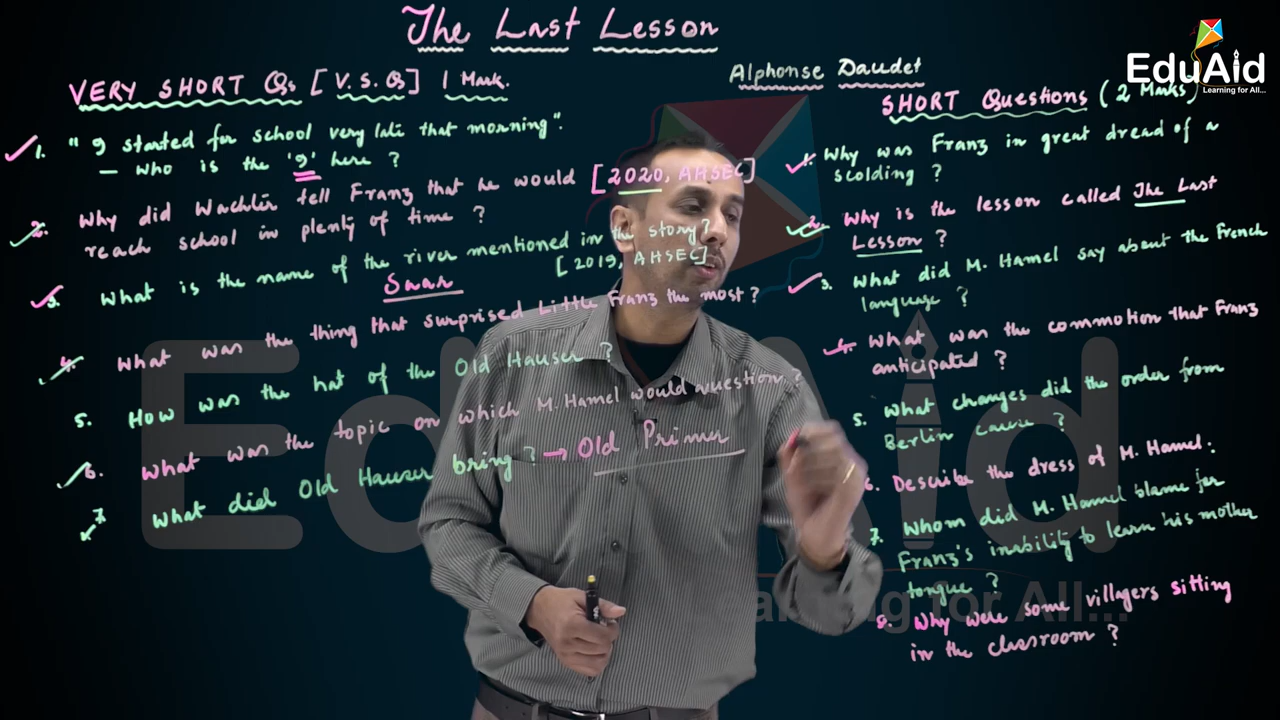 The Last Lesson
Alphonse Daudet
EduAid
Learning for All...
VERY SHORT Qs [V.S.Qs] 1 Mark.
1. "I started for school very late that morning".
— Who is the 'I' here ?
[2020, AHSEC]
2. Why did Wachter tell Franz that he would
reach school in plenty of time ?
3. What is the name of the river mentioned in the story?
[2019, AHSEC]
Saar
4. What was the thing that surprised Little Franz the most ?
5. How was the hat of the Old Hauser ?
6. What was the topic on which M. Hamel would question ?
7. What did Old Hauser bring ? → Old Primer
SHORT Questions (2 Marks)
1. Why was Franz in great dread of a
scolding ?
2. Why is the lesson called The Last
Lesson ?
3. What did M. Hamel say about the French
language ?
4. What was the commotion that Franz
anticipated ?
5. What changes did the order from
Berlin cause ?
6. Describe the dress of M. Hamel:
7. Whom did M. Hamel blame for
Franz's inability to learn his mother
tongue ?
8. Why were some villagers sitting
in the classroom ?
EduAid
Learning for All...